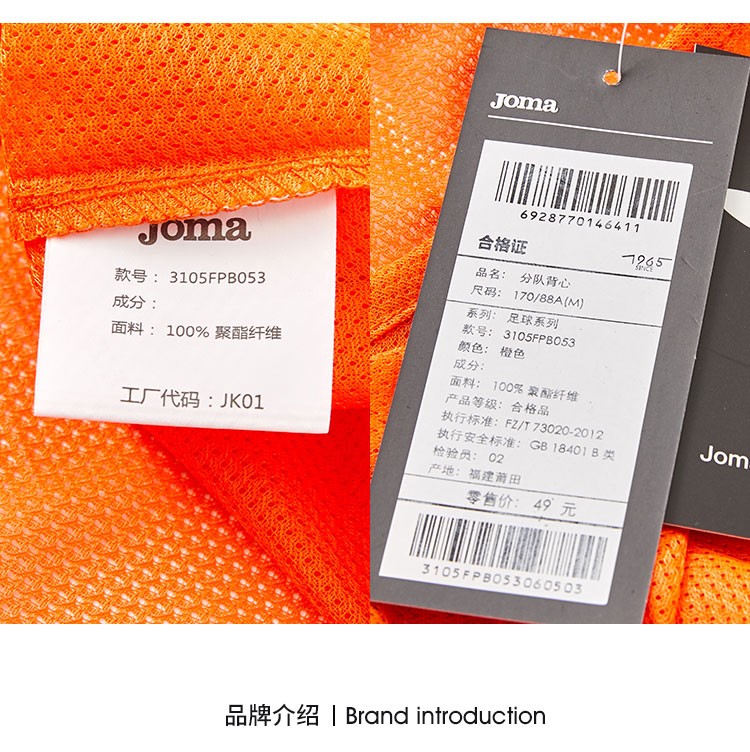 Joma
款号： 3105FPB053
成分：
面料： 100% 聚酯纤维
工厂代码： JK01
Joma
6928770146411
合格证
1965
SINCE
品名： 分队背心
尺码： 170/88A(M)
系列： 足球系列
款号： 3105FPB053
颜色： 橙色
成分：
面料： 100% 聚酯纤维
产品等级： 合格品
执行标准： FZ/T 73020-2012
执行安全标准： GB 18401 B 类
检验员： 02
产地： 福建莆田
零售价： 49 元
3105FPB053060503
Jom
品牌介绍 | Brand introduction